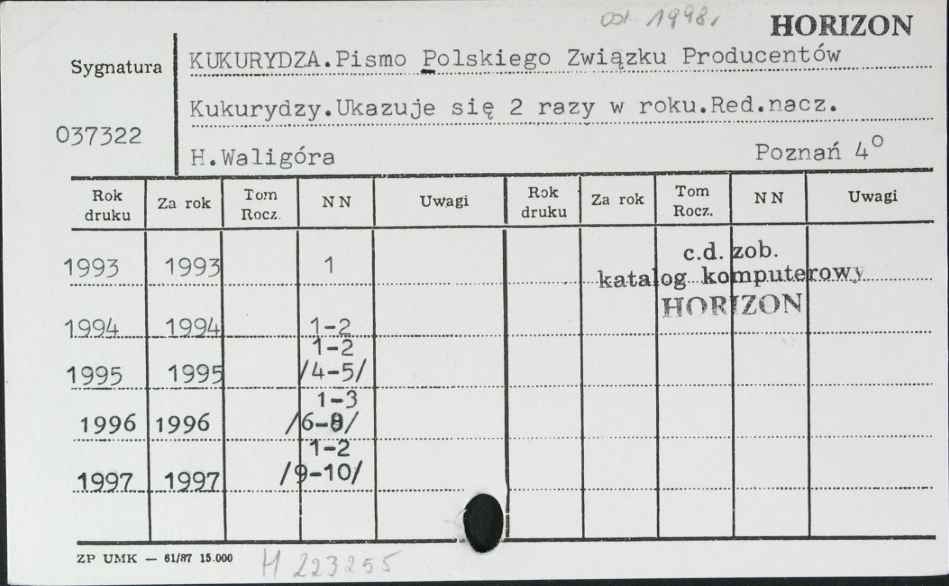 od 1998r
HORIZON
Sygnatura
KUKURYDZA.Pismo Polskiego Związku Producentów
Kukurydzy.Ukazuje się 2 razy w roku.Red.nacz.
037322
H.Waligóra Poznań 4°
Rok druku Za rok Tom Rocz. NN Uwagi Rok druku Za rok Tom Rocz. NN Uwagi
c.d. zob.
1993 1993 1
katalog komputerowy
HORIZON
1994 1994 1-2
1-2
1995 1995 /4-5/
1-3
1996 1996 /6-8/
1-2
1997 1997 /9-10/
ZP UMK — 61/87 15.000
H 223255